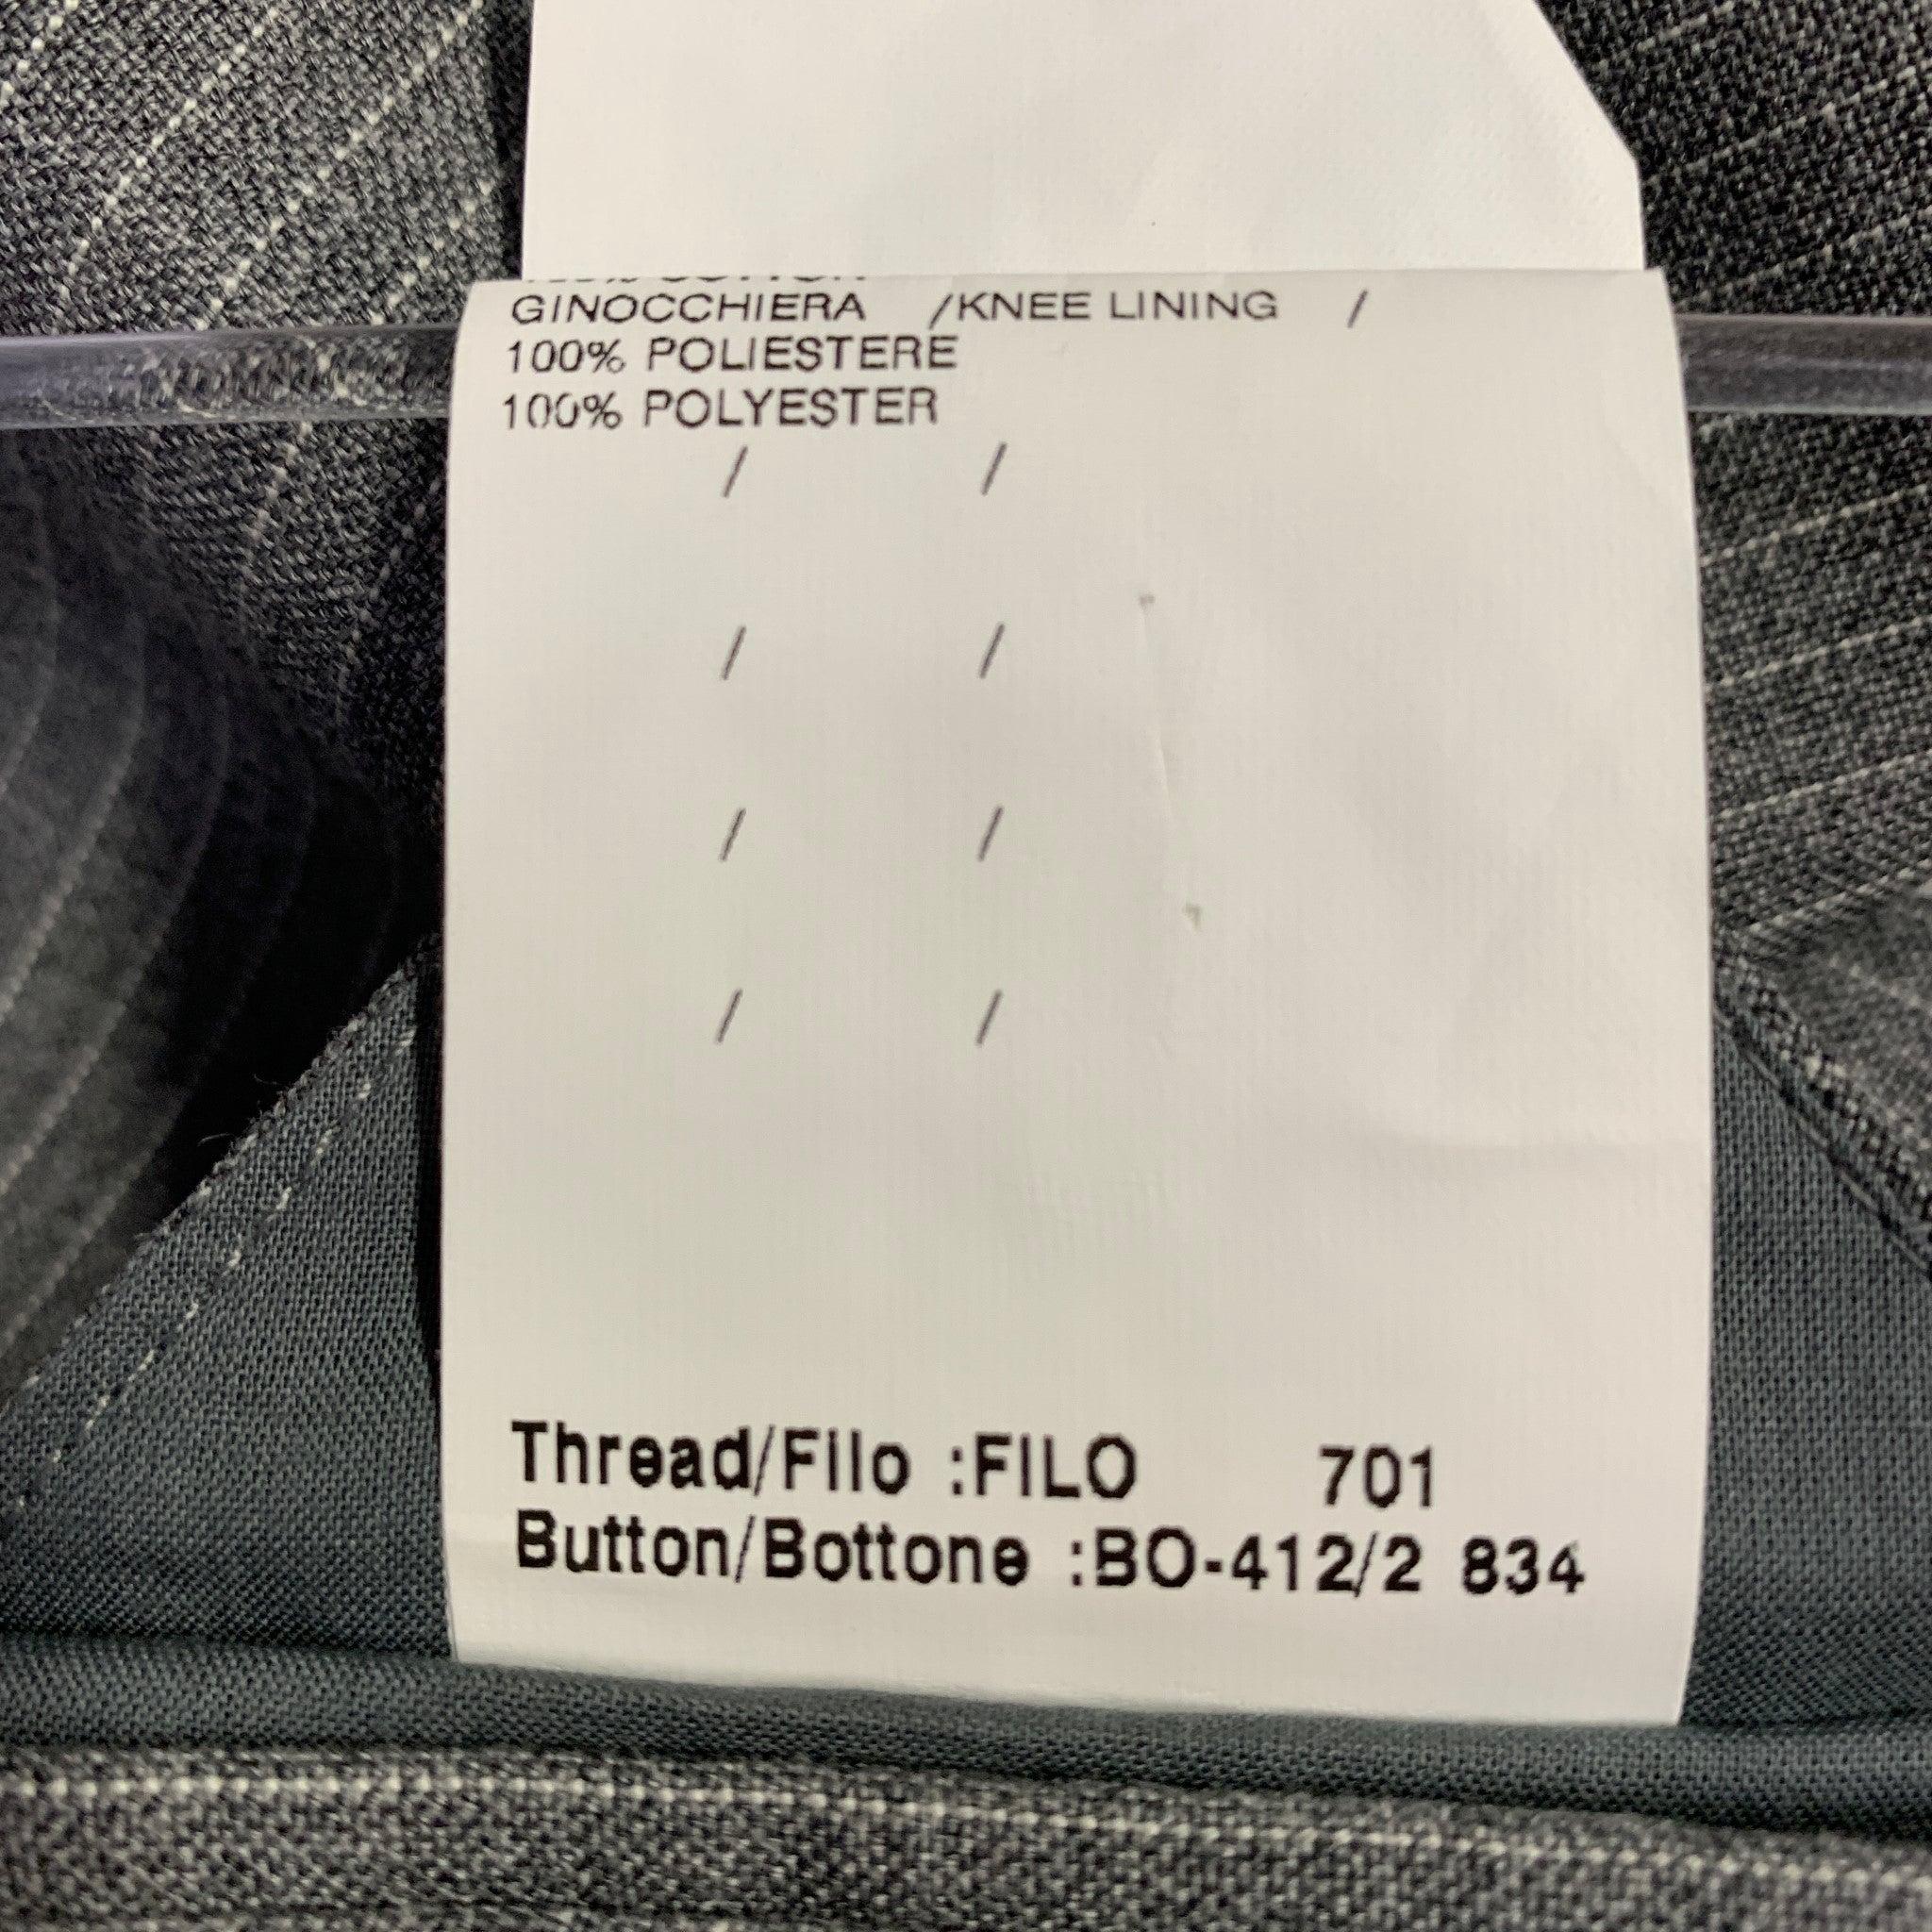 GINOCCHIERA /KNEE LINING /
100% POLIESTERE
100% POLYESTER
/ /
/ /
/ /
/ /
Thread/Filo :FILO 701
Button/Bottone :BO-412/2 834